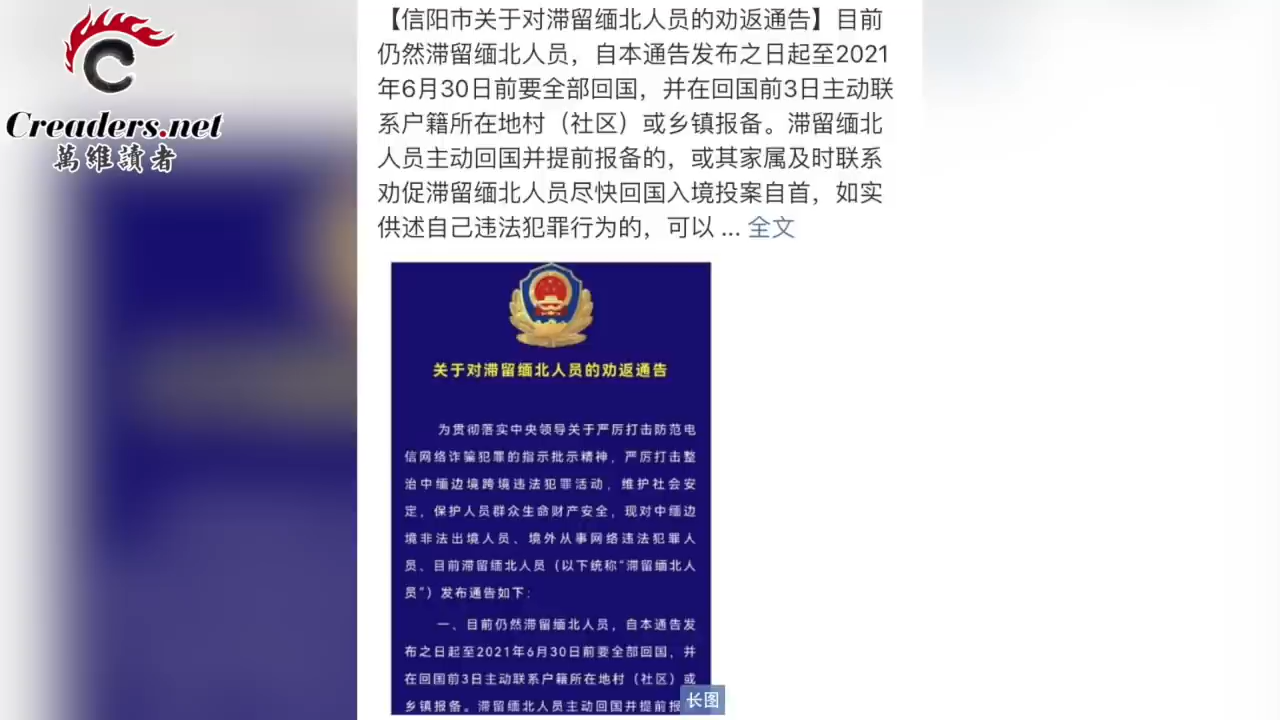 Creaders.net
萬維讀者
【信阳市关于对滞留缅北人员的劝返通告】目前
仍然滞留缅北人员，自本通告发布之日起至2021
年6月30日前要全部回国，并在回国前3日主动联
系户籍所在地村（社区）或乡镇报备。滞留缅北
人员主动回国并提前报备的，或其家属及时联系
劝促滞留缅北人员尽快回国入境投案自首，如实
供述自己违法犯罪行为的，可以 ... 全文
关于对滞留缅北人员的劝返通告
为贯彻落实中央领导关于严厉打击防范电
信网络诈骗犯罪的指示批示精神，严厉打击整
治中缅边境跨境违法犯罪活动，维护社会安
定，保护人员群众生命财产安全，现对中缅边
境非法出境人员、境外从事网络违法犯罪人
员、目前滞留缅北人员（以下统称“滞留缅北人
员”）发布通告如下：
一、目前仍然滞留缅北人员，自本通告发
布之日起至2021年6月30日前要全部回国，并
在回国前3日主动联系户籍所在地村（社区）或
乡镇报备。滞留缅北人员主动回国并提前报
长图